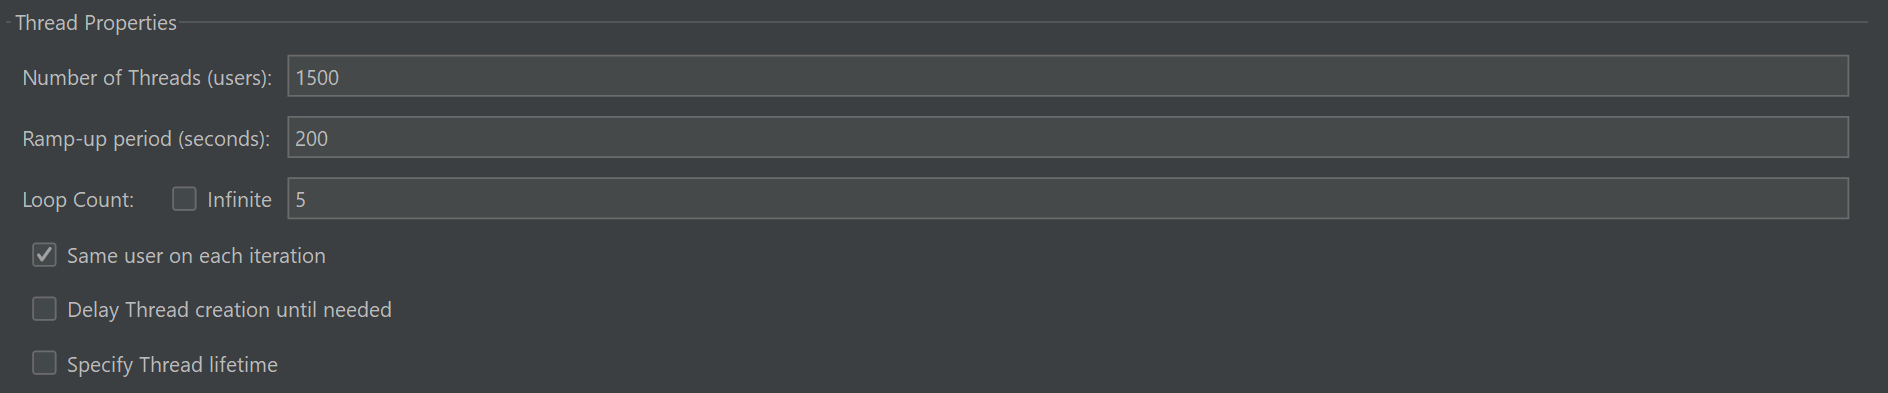 Thread Properties
Number of Threads (users): 1500
Ramp-up period (seconds): 200
Loop Count: Infinite 5
Same user on each iteration
Delay Thread creation until needed
Specify Thread lifetime